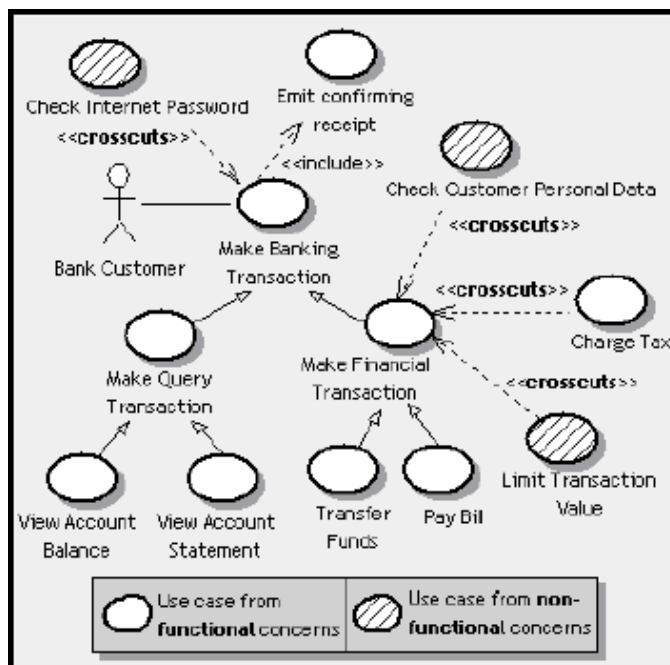 Check Internet Password
<<crosscuts>>
Emit confirming
receipt
<<include>>
Check Customer Personal Data
<<crosscuts>>
Bank Customer
Make Banking
Transaction
<<crosscuts>>
Charge Tax
Make Query
Transaction
Make Financial
Transaction
<<crosscuts>>
Limit Transaction
Value
View Account
Balance
View Account
Statement
Transfer
Funds
Pay Bill
Use case from
functional concerns
Use case from non-
functional concerns